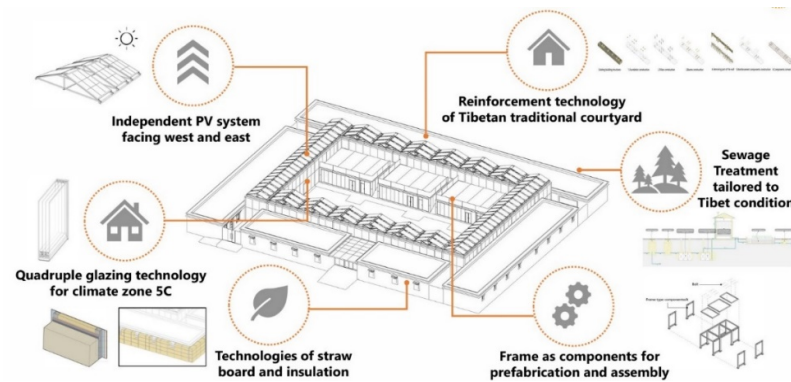 Independent PV system
facing west and east
Reinforcement technology
of Tibetan traditional courtyard
Sewage
Treatment
tailored to
Tibet condition
Quadruple glazing technology
for climate zone 5C
Technologies of straw
board and insulation
Frame as components for
prefabrication and assembly